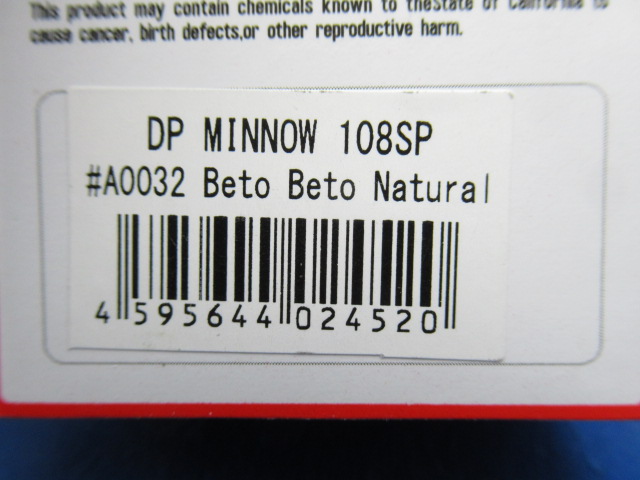 This product may contain chemicals known to theState of California to
cause cancer, birth defects,or other reproductive harm.
DP MINNOW 108SP
#A0032 Beto Beto Natural
4 595644 024520